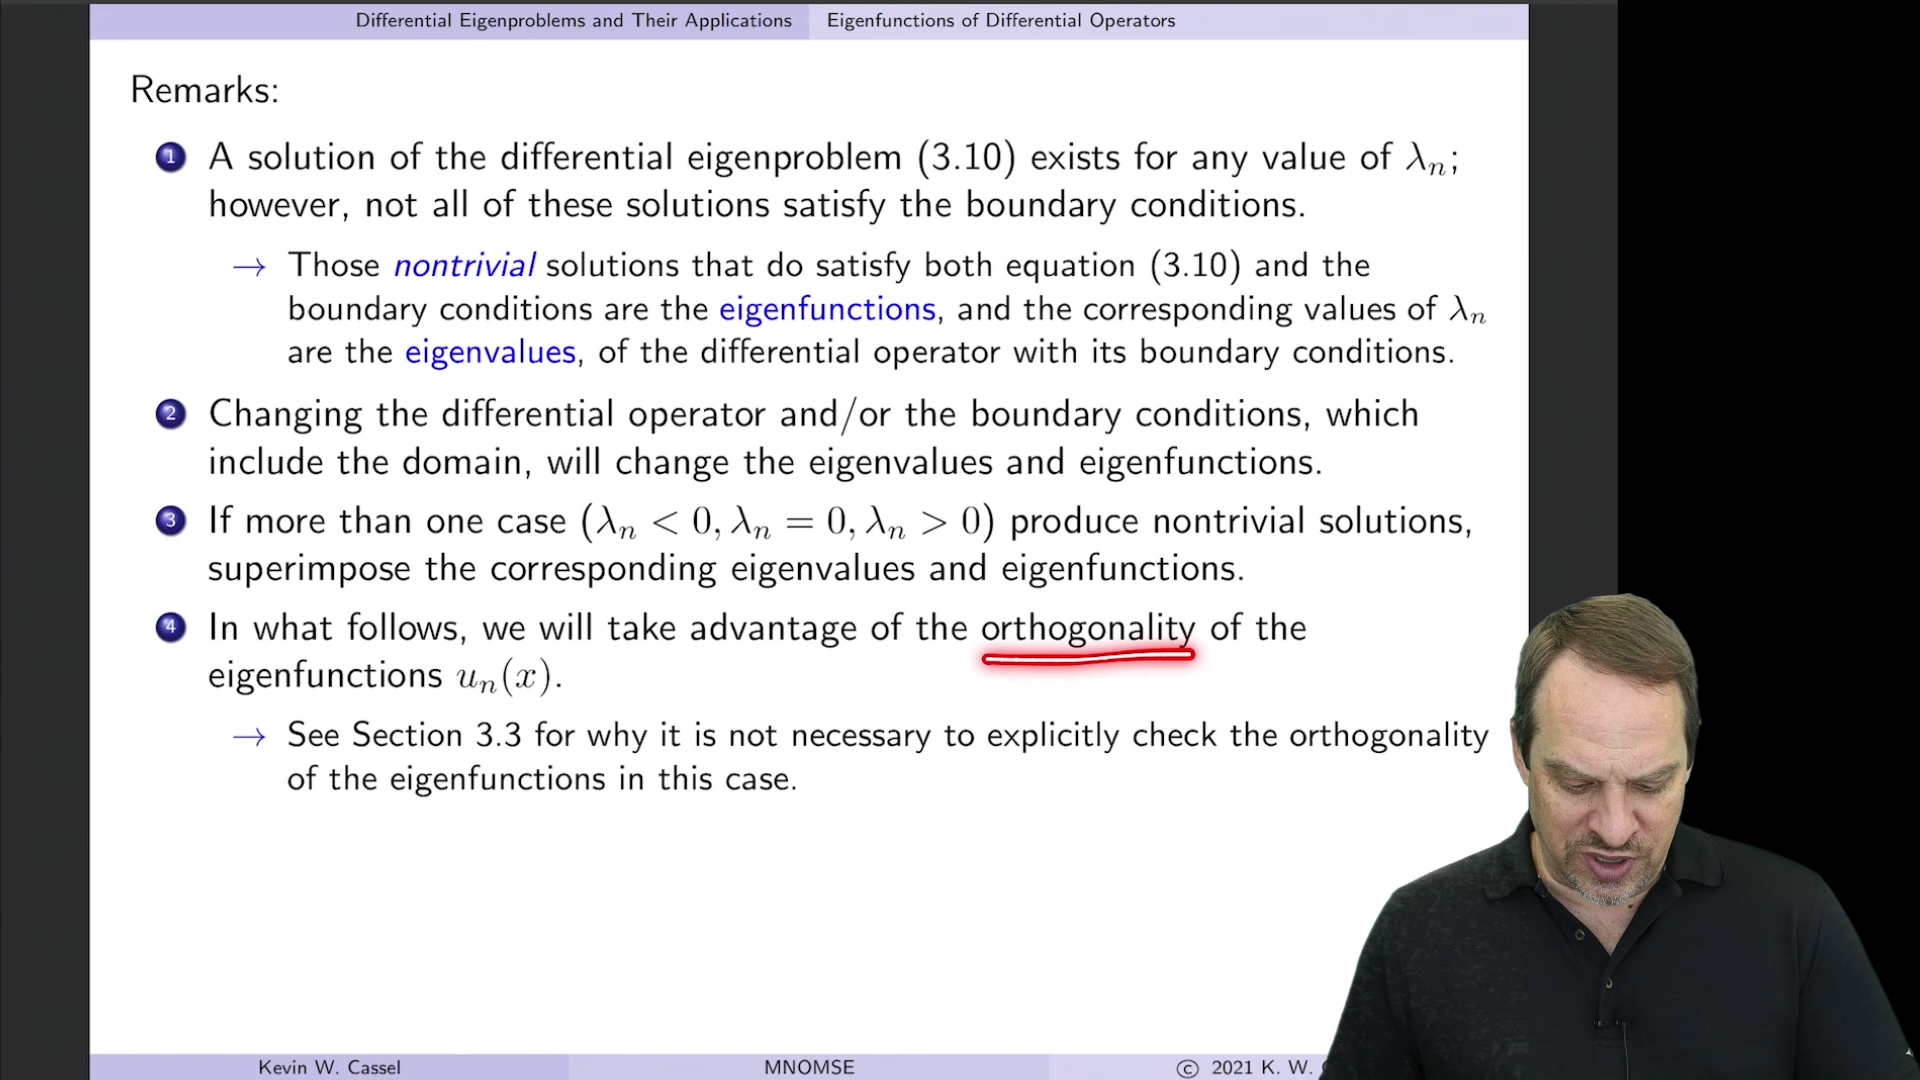 Differential Eigenproblems and Their Applications Eigenfunctions of Differential Operators
Remarks:
1 A solution of the differential eigenproblem (3.10) exists for any value of λₙ;
however, not all of these solutions satisfy the boundary conditions.
→ Those nontrivial solutions that do satisfy both equation (3.10) and the
boundary conditions are the eigenfunctions, and the corresponding values of λₙ
are the eigenvalues, of the differential operator with its boundary conditions.
2 Changing the differential operator and/or the boundary conditions, which
include the domain, will change the eigenvalues and eigenfunctions.
3 If more than one case (λₙ < 0, λₙ = 0, λₙ > 0) produce nontrivial solutions,
superimpose the corresponding eigenvalues and eigenfunctions.
4 In what follows, we will take advantage of the orthogonality of the
eigenfunctions uₙ(x).
→ See Section 3.3 for why it is not necessary to explicitly check the orthogonality
of the eigenfunctions in this case.
Kevin W. Cassel MNOMSE © 2021 K. W.